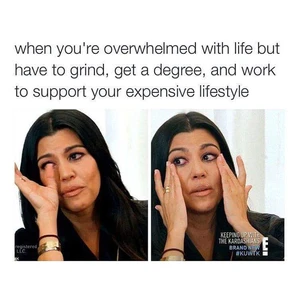 when you're overwhelmed with life but
have to grind, get a degree, and work
to support your expensive lifestyle
KEEPING UP WITH
THE KARDASHIANS
BRAND NEW
#KUWTK
E